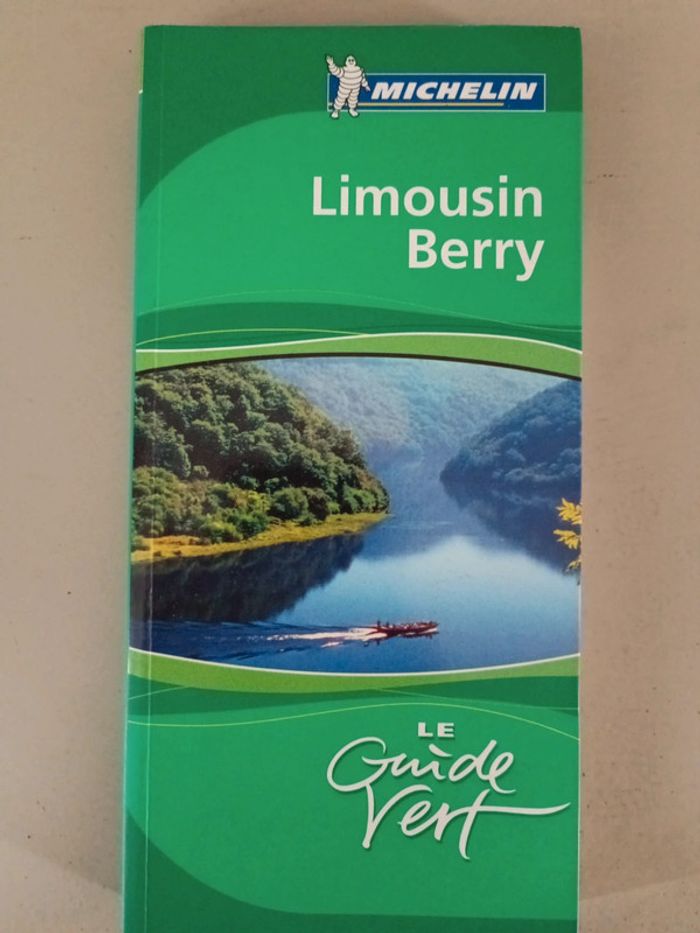 MICHELIN
Limousin
Berry
LE
Guide
Vert